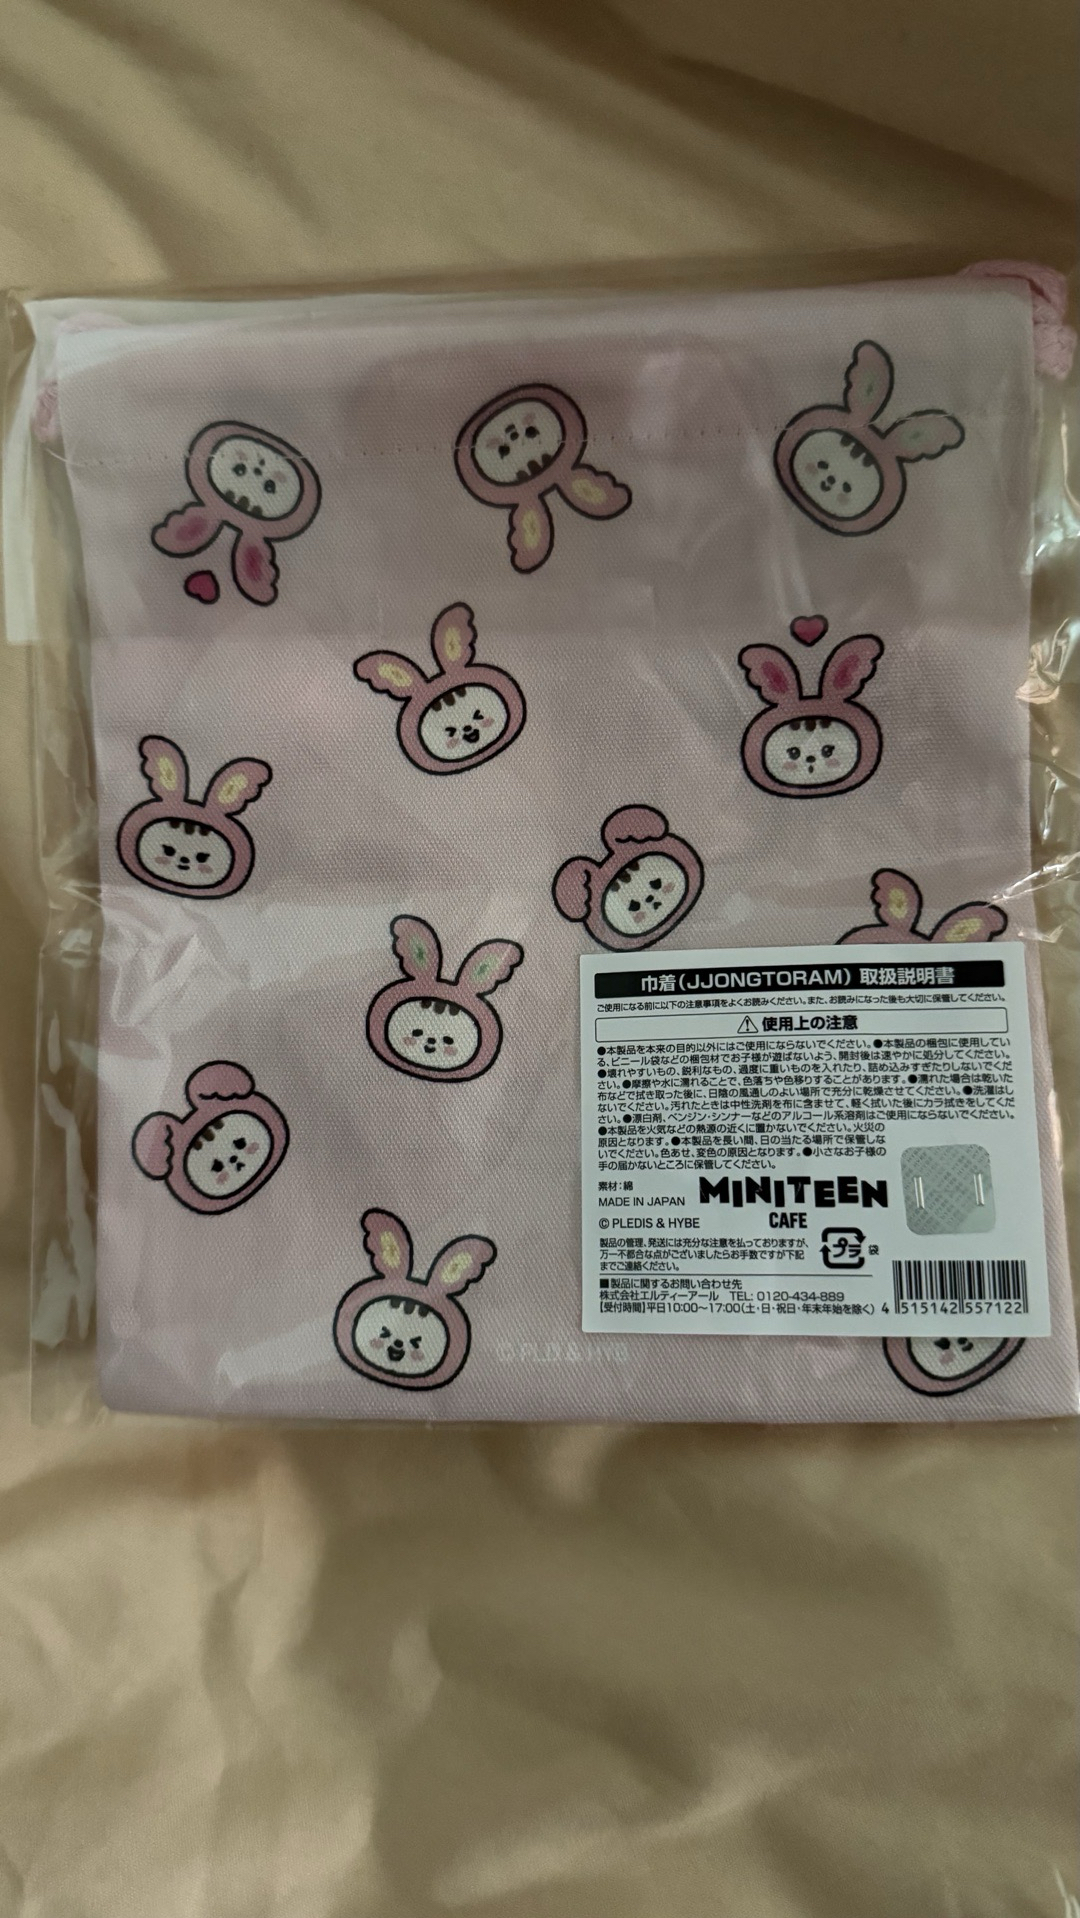 巾着(JJONGTORAM)取扱説明書
ご使用になる前に以下の注意事項をよくお読みください。また、お読みになった後も大切に保管してください。
⚠使用上の注意
●本製品を本来の目的以外にはご使用にならないでください。●本製品の梱包に使用してい
る、ビニール袋などの梱包材でお子様が遊ばないよう、開封後は速やかに処分してください。
●壊れやすいもの、鋭利なもの、過度に重いものを入れたり、詰め込みすぎたりしないでくだ
さい。●摩擦や水に濡れることで、色落ちや色移りすることがあります。●濡れた場合は乾いた
布などで拭き取った後に、日陰の風通しのよい場所で充分に乾燥させてください。●洗濯はし
ないでください。汚れたときは中性洗剤を布に含ませて、軽く拭いた後にカラ拭きをしてくだ
さい。●漂白剤、ベンジン・シンナーなどのアルコール系溶剤はご使用にならないでください。
●本製品を火気などの熱源の近くに置かないでください。火災の
原因となります。●本製品を長い間、日の当たる場所で保管しな
いでください。色あせ、変色の原因となります。●小さなお子様の
手の届かないところに保管してください。
素材:綿
MADE IN JAPAN
© PLEDIS & HYBE
MINITEEN
CAFE
製品の管理、発送には充分な注意を払っておりますが、
万一不都合な点がございましたらお手数ですが下記
までご連絡ください。
プラ 袋
■製品に関するお問い合わせ先
株式会社エルティーアール TEL: 0120-434-889
【受付時間】平日10:00〜17:00(土・日・祝日・年末年始を除く)
4 515142 557122